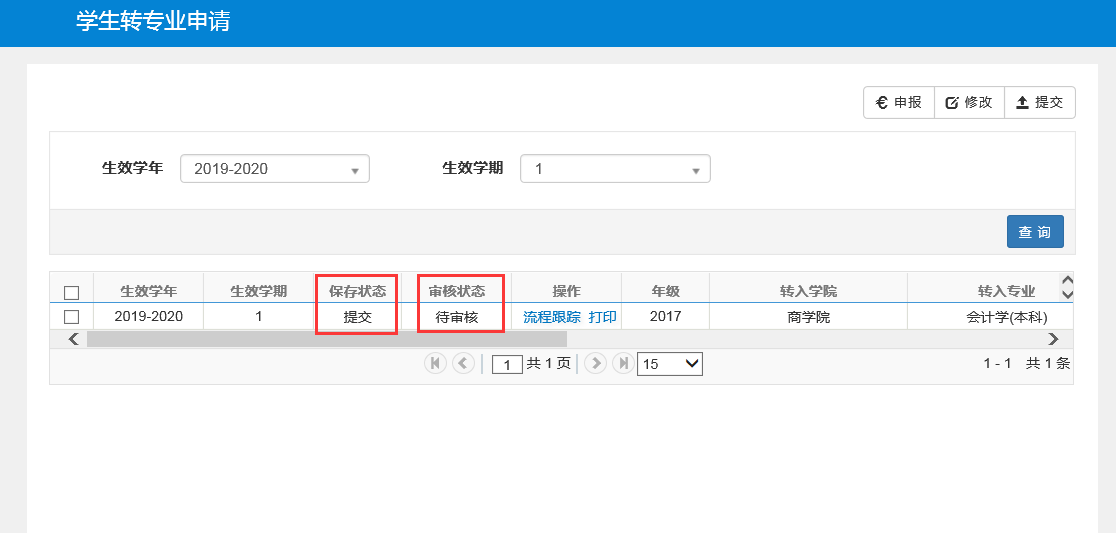 学生转专业申请
申报 修改 提交
生效学年 2019-2020 生效学期 1
查 询
生效学年 生效学期 保存状态 审核状态 操作 年级 转入学院 转入专业
2019-2020 1 提交 待审核 流程跟踪 打印 2017 商学院 会计学(本科)
1 共 1 页 15 1 - 1 共 1 条